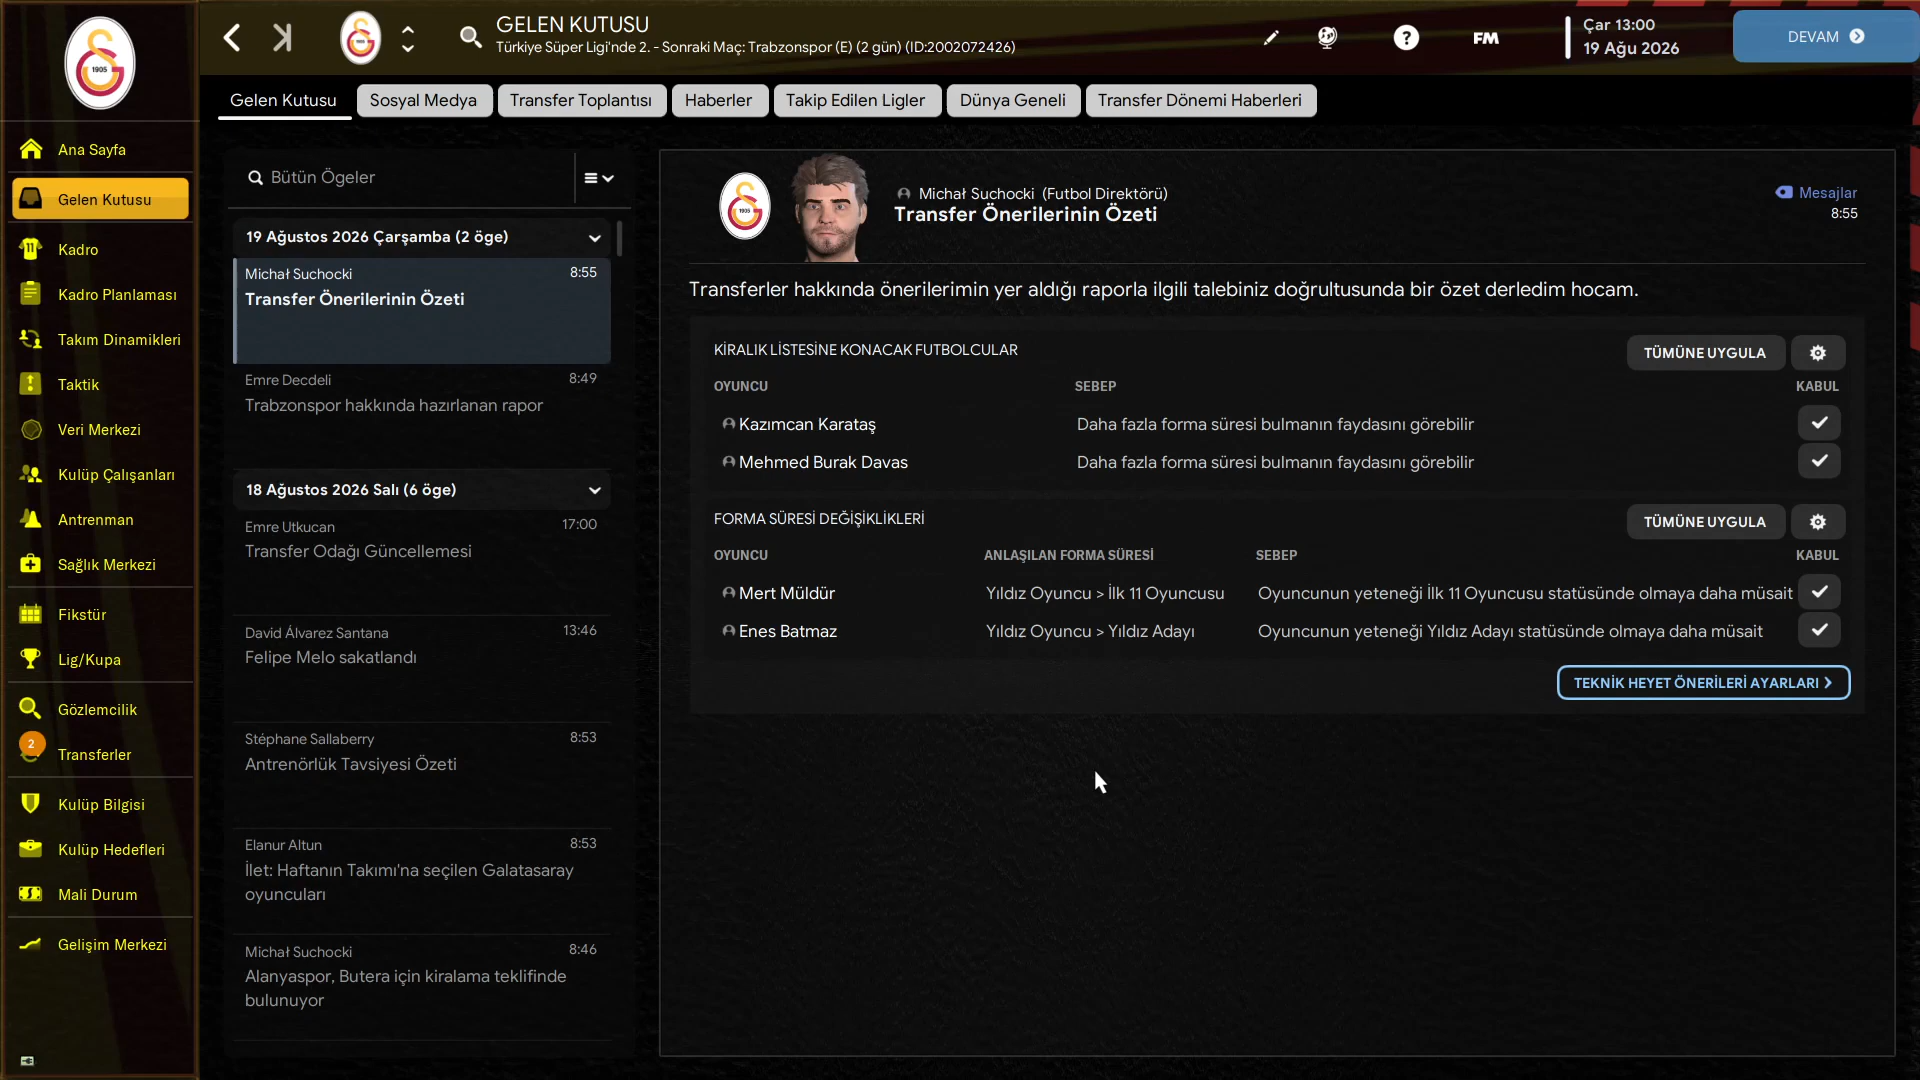 GELEN KUTUSU
Türkiye Süper Ligi'nde 2. - Sonraki Maç: Trabzonspor (E) (2 gün) (ID:2002072426)
?
FM
Çar 13:00
19 Ağu 2026
DEVAM
1905
Ana Sayfa
Gelen Kutusu
Kadro
Kadro Planlaması
Takım Dinamikleri
Taktik
Veri Merkezi
Kulüp Çalışanları
Antrenman
Sağlık Merkezi
Fikstür
Lig/Kupa
Gözlemcilik
2
Transferler
Kulüp Bilgisi
Kulüp Hedefleri
Mali Durum
Gelişim Merkezi
Gelen Kutusu
Sosyal Medya
Transfer Toplantısı
Haberler
Takip Edilen Ligler
Dünya Geneli
Transfer Dönemi Haberleri
Bütün Ögeler
19 Ağustos 2026 Çarşamba (2 öge)
Michał Suchocki 8:55
Transfer Önerilerinin Özeti
Emre Decdeli 8:49
Trabzonspor hakkında hazırlanan rapor
18 Ağustos 2026 Salı (6 öge)
Emre Utkucan 17:00
Transfer Odağı Güncellemesi
David Álvarez Santana 13:46
Felipe Melo sakatlandı
Stéphane Sallaberry 8:53
Antrenörlük Tavsiyesi Özeti
Elanur Altun 8:53
İlet: Haftanın Takımı'na seçilen Galatasaray
oyuncuları
Michał Suchocki 8:46
Alanyaspor, Butera için kiralama teklifinde
bulunuyor
1905
Michał Suchocki (Futbol Direktörü)
Transfer Önerilerinin Özeti
Mesajlar
8:55
Transferler hakkında önerilerimin yer aldığı raporla ilgili talebiniz doğrultusunda bir özet derledim hocam.
KİRALIK LİSTESİNE KONACAK FUTBOLCULAR
TÜMÜNE UYGULA
OYUNCU SEBEP KABUL
Kazımcan Karataş Daha fazla forma süresi bulmanın faydasını görebilir
Mehmed Burak Davas Daha fazla forma süresi bulmanın faydasını görebilir
FORMA SÜRESİ DEĞİŞİKLİKLERİ
TÜMÜNE UYGULA
OYUNCU ANLAŞILAN FORMA SÜRESİ SEBEP KABUL
Mert Müldür Yıldız Oyuncu > İlk 11 Oyuncusu Oyuncunun yeteneği İlk 11 Oyuncusu statüsünde olmaya daha müsait
Enes Batmaz Yıldız Oyuncu > Yıldız Adayı Oyuncunun yeteneği Yıldız Adayı statüsünde olmaya daha müsait
TEKNİK HEYET ÖNERİLERİ AYARLARI >